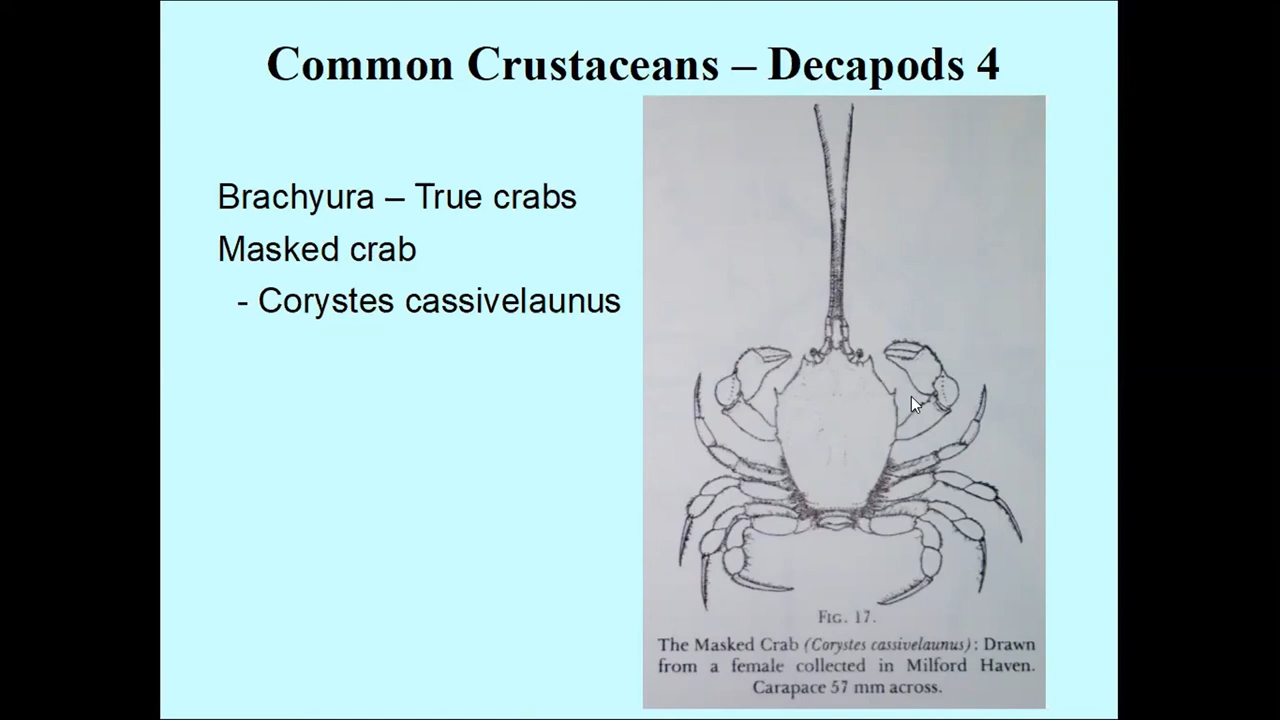 Common Crustaceans – Decapods 4
Brachyura – True crabs
Masked crab
- Corystes cassivelaunus
FIG. 17.
The Masked Crab (Corystes cassivelaunus): Drawn
from a female collected in Milford Haven.
Carapace 57 mm across.